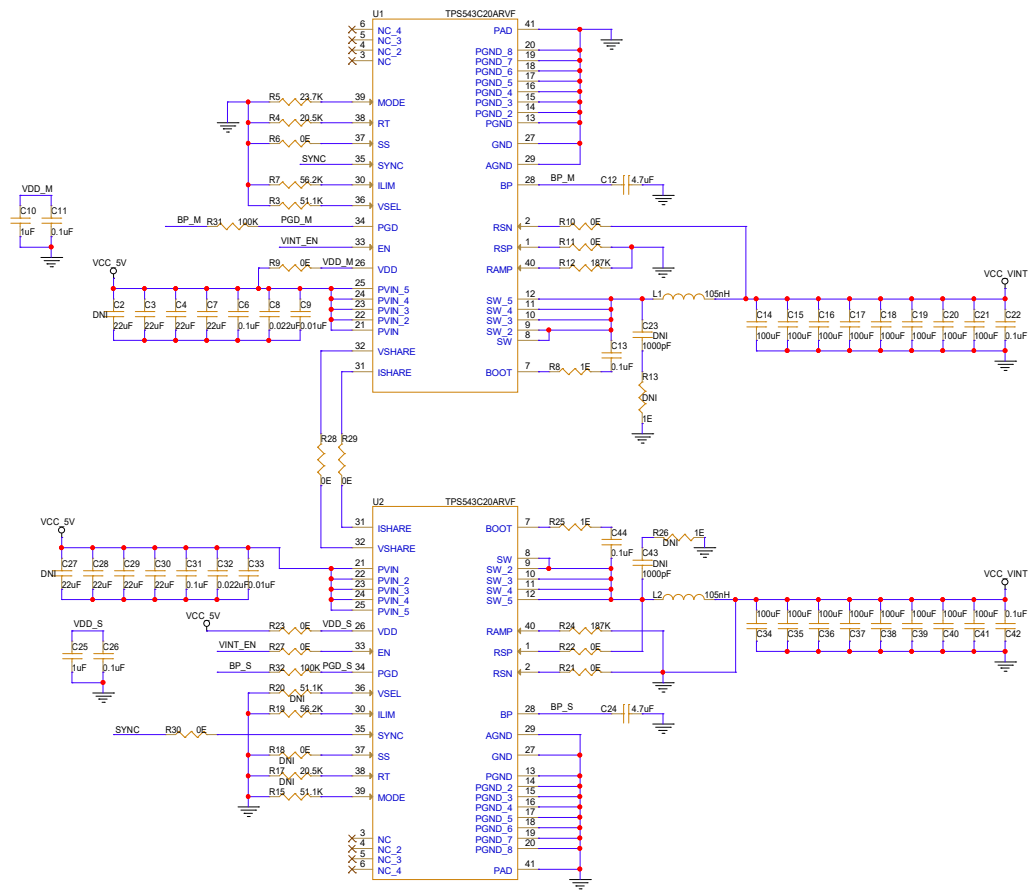 U1 TPS543C20ARVF
6 NC_4
5 NC_3
4 NC_2
3 NC
PAD 41
PGND_8 20
PGND_7 19
PGND_6 18
PGND_5 17
PGND_4 16
PGND_3 15
PGND_2 14
PGND 13
GND 27
AGND 29
R5 23.7K 39 MODE
R4 20.5K 38 RT
R6 0E 37 SS
SYNC 35 SYNC
R7 56.2K 30 ILIM
R3 51.1K 36 VSEL
BP_M R31 100K PGD_M 34 PGD
VINT_EN 33 EN
R9 0E VDD_M 26 VDD
25 PVIN_5
24 PVIN_4
23 PVIN_3
22 PVIN_2
21 PVIN
32 VSHARE
31 ISHARE
BP 28 BP_M C12 4.7uF
RSN 2 R10 0E
RSP 1 R11 0E
RAMP 40 R12 187K
SW_5 12 L1 105nH
SW_4 11
SW_3 10
SW_2 9
SW 8
BOOT 7 R8 1E
C13
0.1uF
C23
DNI
1000pF
R13
DNI
1E
VDD_M
C10 C11
1uF 0.1uF
VCC_5V
C2 C3 C4 C7 C6 C8 C9
DNI
22uF 22uF 22uF 22uF 0.1uF 0.022uF 0.01uF
VCC_VINT
C14 C15 C16 C17 C18 C19 C20 C21 C22
100uF 100uF 100uF 100uF 100uF 100uF 100uF 100uF 0.1uF
R28 R29
0E 0E
U2 TPS543C20ARVF
31 ISHARE
32 VSHARE
21 PVIN
22 PVIN_2
23 PVIN_3
24 PVIN_4
25 PVIN_5
VCC_5V R23 0E VDD_S 26 VDD
VINT_EN R27 0E 33 EN
BP_S R32 100K PGD_S 34 PGD
R20 51.1K 36 VSEL
DNI
R19 56.2K 30 ILIM
SYNC R30 0E 35 SYNC
R18 0E 37 SS
DNI
R17 20.5K 38 RT
DNI
R15 51.1K 39 MODE
3 NC
4 NC_2
5 NC_3
6 NC_4
BOOT 7 R25 1E
C44
0.1uF
R26 1E
DNI
C43
DNI
1000pF
SW 8
SW_2 9
SW_3 10
SW_4 11
SW_5 12 L2 105nH
RAMP 40 R24 187K
RSP 1 R22 0E
RSN 2 R21 0E
BP 28 BP_S C24 4.7uF
AGND 29
GND 27
PGND 13
PGND_2 14
PGND_3 15
PGND_4 16
PGND_5 17
PGND_6 18
PGND_7 19
PGND_8 20
PAD 41
VCC_5V
C27 C28 C29 C30 C31 C32 C33
DNI
22uF 22uF 22uF 22uF 0.1uF 0.022uF 0.01uF
VDD_S
C25 C26
1uF 0.1uF
VCC_VINT
100uF 100uF 100uF 100uF 100uF 100uF 100uF 100uF 0.1uF
C34 C35 C36 C37 C38 C39 C40 C41 C42